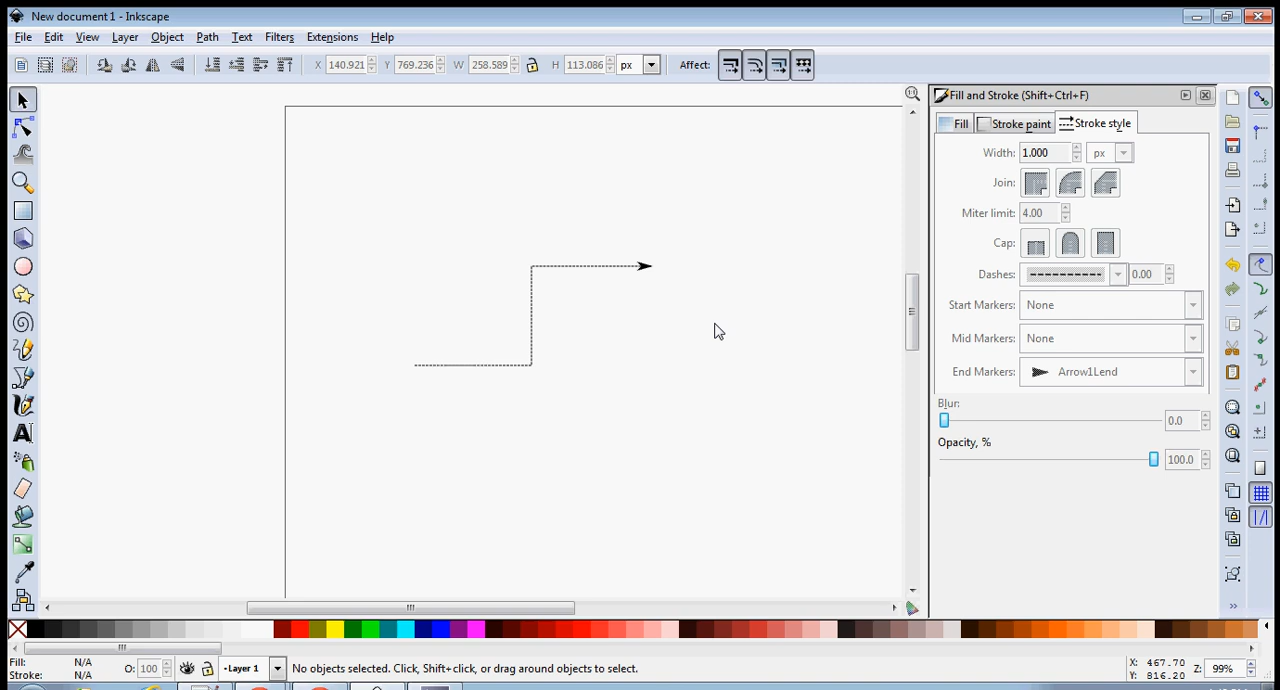 New document 1 - Inkscape
File Edit View Layer Object Path Text Filters Extensions Help
X 140.921 Y 769.236 W 258.589 H 113.086 px Affect:
Fill and Stroke (Shift+Ctrl+F)
Fill Stroke paint Stroke style
Width: 1.000 px
Join:
Miter limit: 4.00
Cap:
Dashes: 0.00
Start Markers: None
Mid Markers: None
End Markers: Arrow1Lend
Blur:
0.0
Opacity, %
100.0
Fill: N/A O: 100 Layer 1 No objects selected. Click, Shift+click, or drag around objects to select. X: 467.70 Z: 99%
Stroke: N/A Y: 816.20